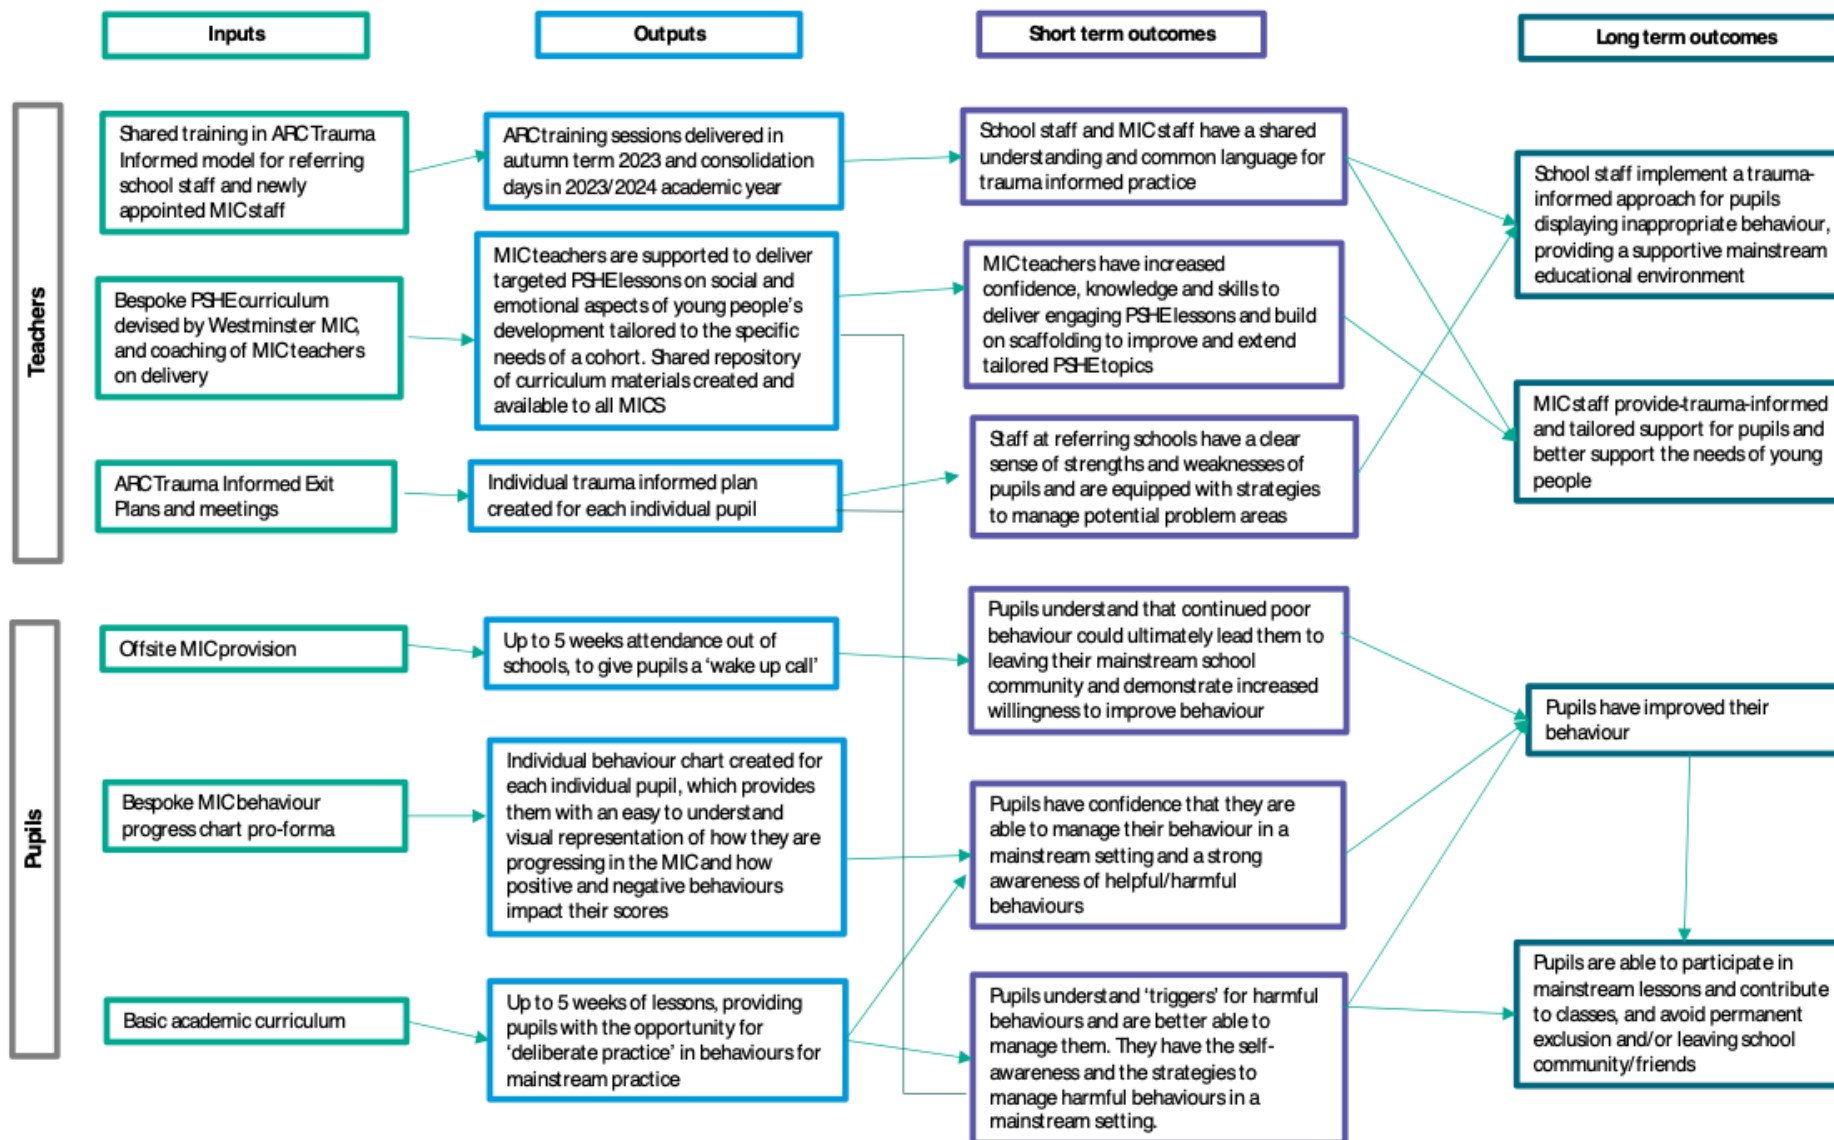 Inputs
Outputs
Short term outcomes
Long term outcomes
Teachers
Shared training in ARC Trauma
Informed model for referring
school staff and newly
appointed MIC staff
ARC training sessions delivered in
autumn term 2023 and consolidation
days in 2023/2024 academic year
School staff and MIC staff have a shared
understanding and common language for
trauma informed practice
School staff implement a trauma-
informed approach for pupils
displaying inappropriate behaviour,
providing a supportive mainstream
educational environment
Bespoke PSHE curriculum
devised by Westminster MIC,
and coaching of MIC teachers
on delivery
MIC teachers are supported to deliver
targeted PSHE lessons on social and
emotional aspects of young people's
development tailored to the specific
needs of a cohort. Shared repository
of curriculum materials created and
available to all MICS
MIC teachers have increased
confidence, knowledge and skills to
deliver engaging PSHE lessons and build
on scaffolding to improve and extend
tailored PSHE topics
MIC staff provide-trauma-informed
and tailored support for pupils and
better support the needs of young
people
ARC Trauma Informed Exit
Plans and meetings
Individual trauma informed plan
created for each individual pupil
Staff at referring schools have a clear
sense of strengths and weaknesses of
pupils and are equipped with strategies
to manage potential problem areas
Pupils
Offsite MIC provision
Up to 5 weeks attendance out of
schools, to give pupils a 'wake up call'
Pupils understand that continued poor
behaviour could ultimately lead them to
leaving their mainstream school
community and demonstrate increased
willingness to improve behaviour
Pupils have improved their
behaviour
Bespoke MIC behaviour
progress chart pro-forma
Individual behaviour chart created for
each individual pupil, which provides
them with an easy to understand
visual representation of how they are
progressing in the MIC and how
positive and negative behaviours
impact their scores
Pupils have confidence that they are
able to manage their behaviour in a
mainstream setting and a strong
awareness of helpful/harmful
behaviours
Basic academic curriculum
Up to 5 weeks of lessons, providing
pupils with the opportunity for
'deliberate practice' in behaviours for
mainstream practice
Pupils understand 'triggers' for harmful
behaviours and are better able to
manage them. They have the self-
awareness and the strategies to
manage harmful behaviours in a
mainstream setting.
Pupils are able to participate in
mainstream lessons and contribute
to classes, and avoid permanent
exclusion and/or leaving school
community/friends